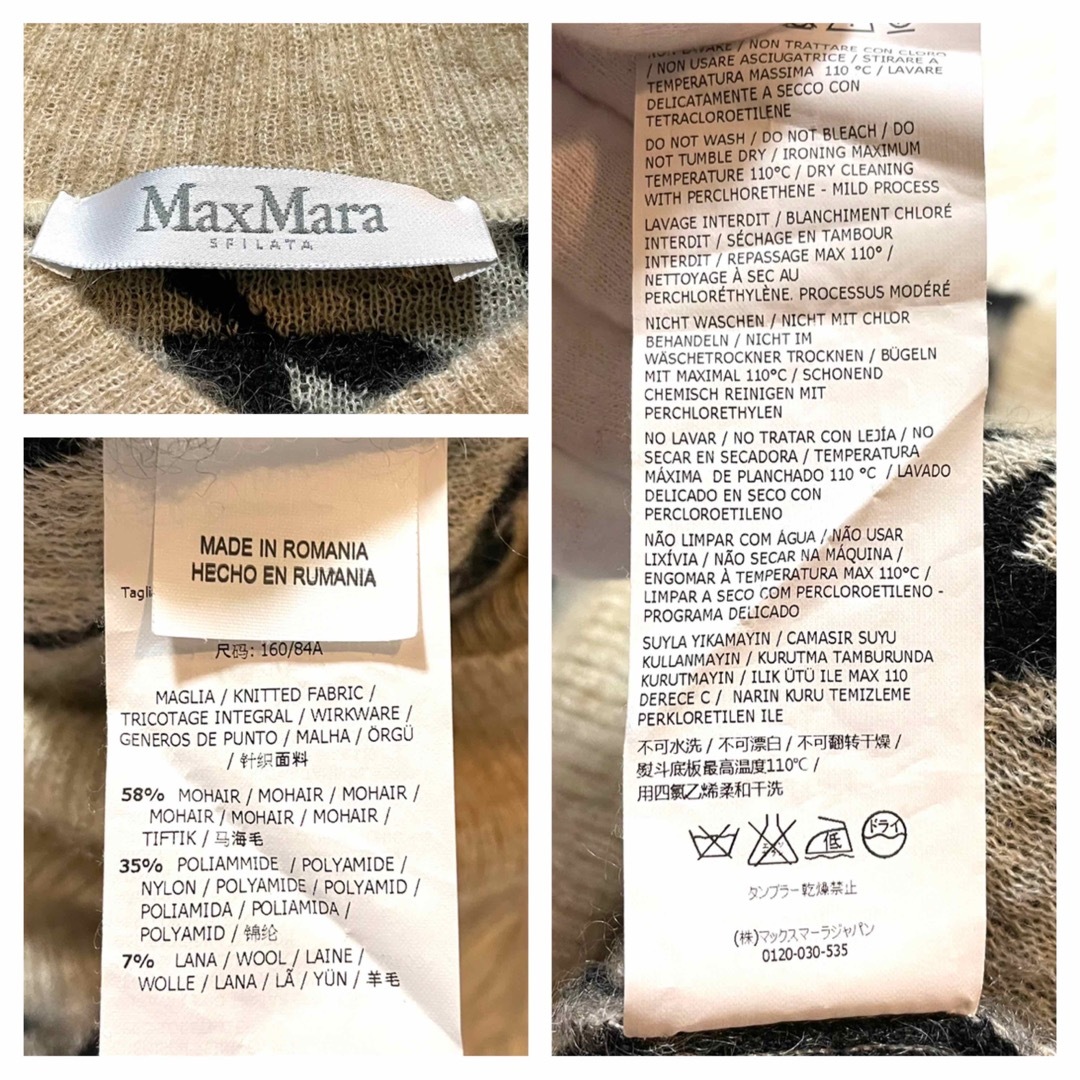 MaxMara
SFILATA
MADE IN ROMANIA
HECHO EN RUMANIA
尺码: 160/84A
MAGLIA / KNITTED FABRIC /
TRICOTAGE INTEGRAL / WIRKWARE /
GENEROS DE PUNTO / MALHA / ÖRGÜ
/ 针织面料
58% MOHAIR / MOHAIR / MOHAIR /
MOHAIR / MOHAIR / MOHAIR /
TIFTIK / 马海毛
35% POLIAMMIDE / POLYAMIDE /
NYLON / POLYAMIDE / POLYAMID /
POLIAMIDA / POLIAMIDA /
POLYAMID / 锦纶
7% LANA / WOOL / LAINE /
WOLLE / LANA / LÃ / YÜN / 羊毛
NON LAVARE / NON TRATTARE CON CLORO
/ NON USARE ASCIUGATRICE / STIRARE A
TEMPERATURA MASSIMA 110 °C / LAVARE
DELICATAMENTE A SECCO CON
TETRACLOROETILENE
DO NOT WASH / DO NOT BLEACH / DO
NOT TUMBLE DRY / IRONING MAXIMUM
TEMPERATURE 110°C / DRY CLEANING
WITH PERCLHORETHENE - MILD PROCESS
LAVAGE INTERDIT / BLANCHIMENT CHLORÉ
INTERDIT / SÉCHAGE EN TAMBOUR
INTERDIT / REPASSAGE MAX 110° /
NETTOYAGE À SEC AU
PERCHLORÉTHYLÈNE. PROCESSUS MODÉRÉ
NICHT WASCHEN / NICHT MIT CHLOR
BEHANDELN / NICHT IM
WÄSCHETROCKNER TROCKNEN / BÜGELN
MIT MAXIMAL 110°C / SCHONEND
CHEMISCH REINIGEN MIT
PERCHLORETHYLEN
NO LAVAR / NO TRATAR CON LEJÍA / NO
SECAR EN SECADORA / TEMPERATURA
MÁXIMA DE PLANCHADO 110 °C / LAVADO
DELICADO EN SECO CON
PERCLOROETILENO
NÃO LIMPAR COM ÁGUA / NÃO USAR
LIXÍVIA / NÃO SECAR NA MÁQUINA /
ENGOMAR À TEMPERATURA MAX 110°C /
LIMPAR A SECO COM PERCLOROETILENO -
PROGRAMA DELICADO
SUYLA YIKAMAYIN / CAMASIR SUYU
KULLANMAYIN / KURUTMA TAMBURUNDA
KURUTMAYIN / ILIK ÜTÜ ILE MAX 110
DERECE C / NARIN KURU TEMIZLEME
PERKLORETILEN ILE
不可水洗 / 不可漂白 / 不可翻转干燥 /
熨斗底板最高温度110°C /
用四氯乙烯柔和干洗
低 ドライ
タンブラー乾燥禁止
(株)マックスマーラジャパン
0120-030-535